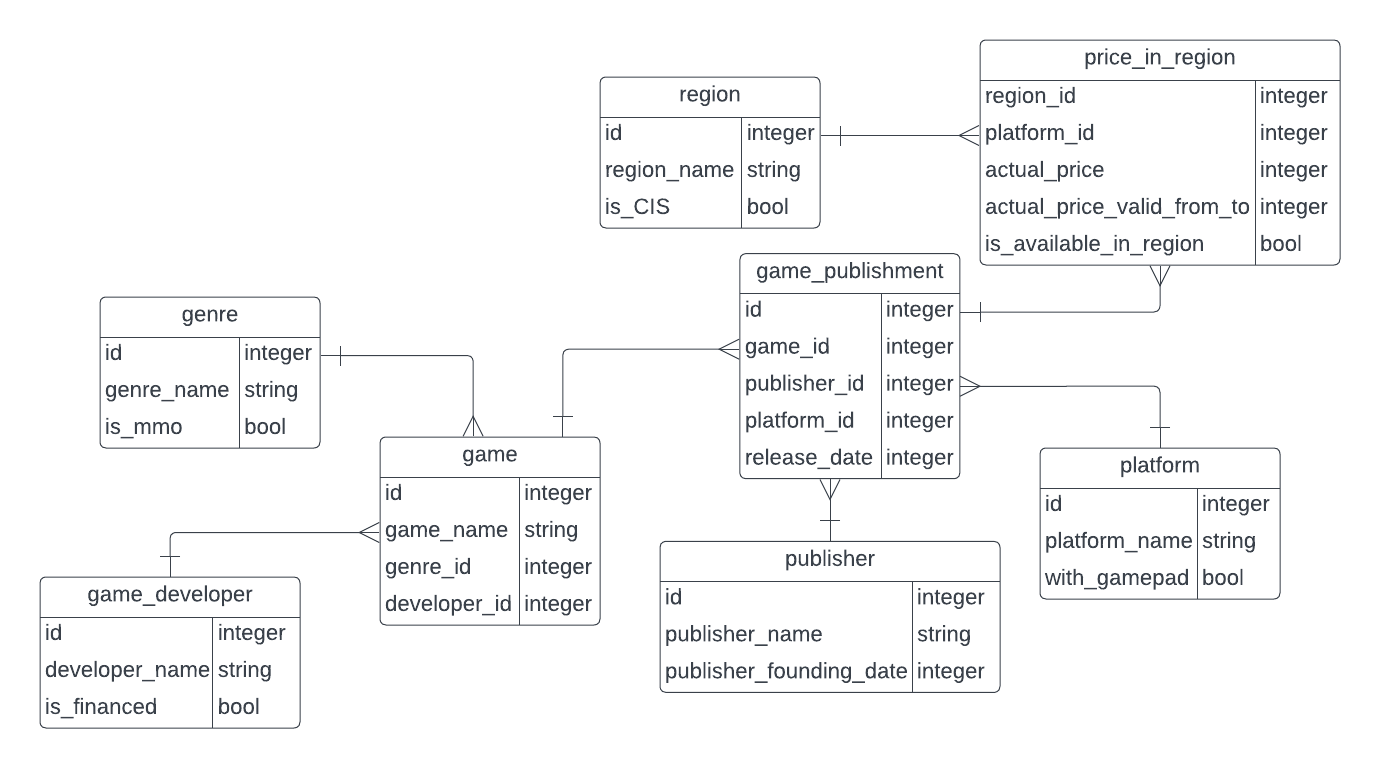 price_in_region
region_id integer
platform_id integer
actual_price integer
actual_price_valid_from_to integer
is_available_in_region bool
region
id integer
region_name string
is_CIS bool
game_publishment
id integer
game_id integer
publisher_id integer
platform_id integer
release_date integer
genre
id integer
genre_name string
is_mmo bool
game
id integer
game_name string
genre_id integer
developer_id integer
platform
id integer
platform_name string
with_gamepad bool
publisher
id integer
publisher_name string
publisher_founding_date integer
game_developer
id integer
developer_name string
is_financed bool